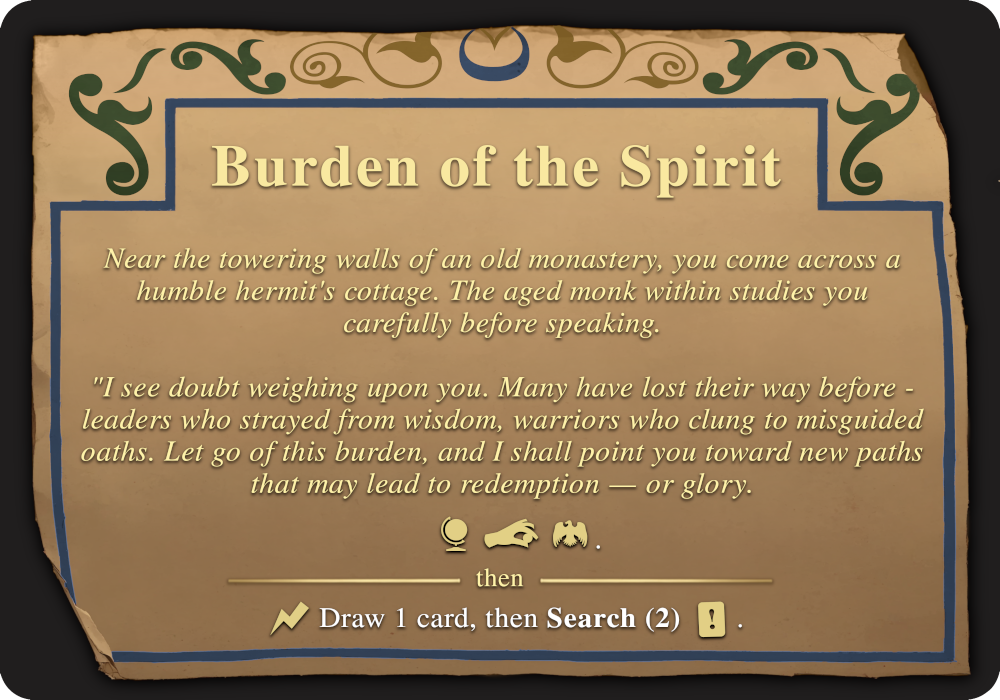 Burden of the Spirit
Near the towering walls of an old monastery, you come across a
humble hermit's cottage. The aged monk within studies you
carefully before speaking.
"I see doubt weighing upon you. Many have lost their way before -
leaders who strayed from wisdom, warriors who clung to misguided
oaths. Let go of this burden, and I shall point you toward new paths
that may lead to redemption — or glory.
.
then
Draw 1 card, then Search (2) ! .